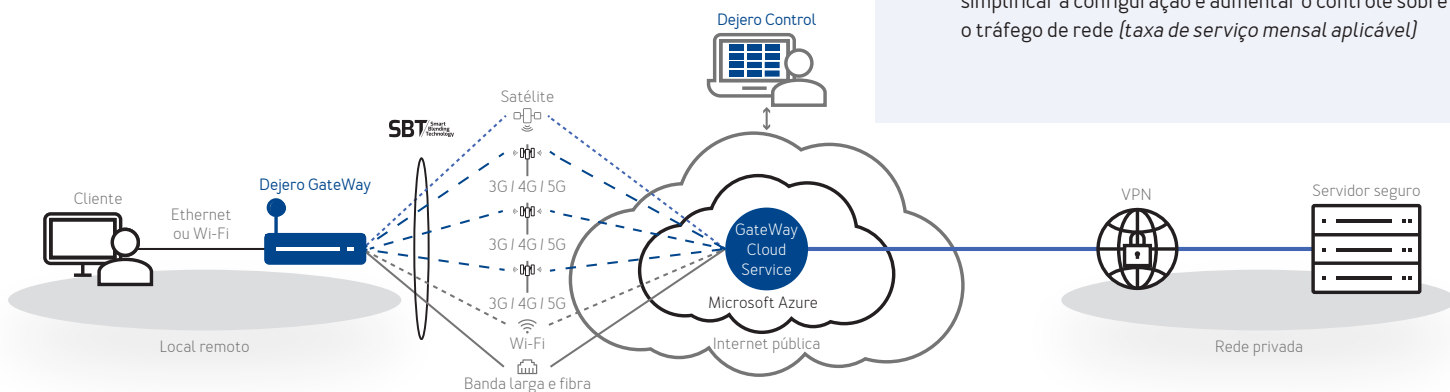 simplificar a configuração e aumentar o controle sobre
o tráfego de rede (taxa de serviço mensal aplicável)
Dejero Control
Satélite
SBT Smart
Blending
Technology
Dejero GateWay
3G / 4G / 5G
Cliente
Ethernet
ou Wi-Fi
3G / 4G / 5G
3G / 4G / 5G
Wi-Fi
Banda larga e fibra
Local remoto
GateWay
Cloud
Service
Microsoft Azure
Internet pública
VPN
Servidor seguro
Rede privada